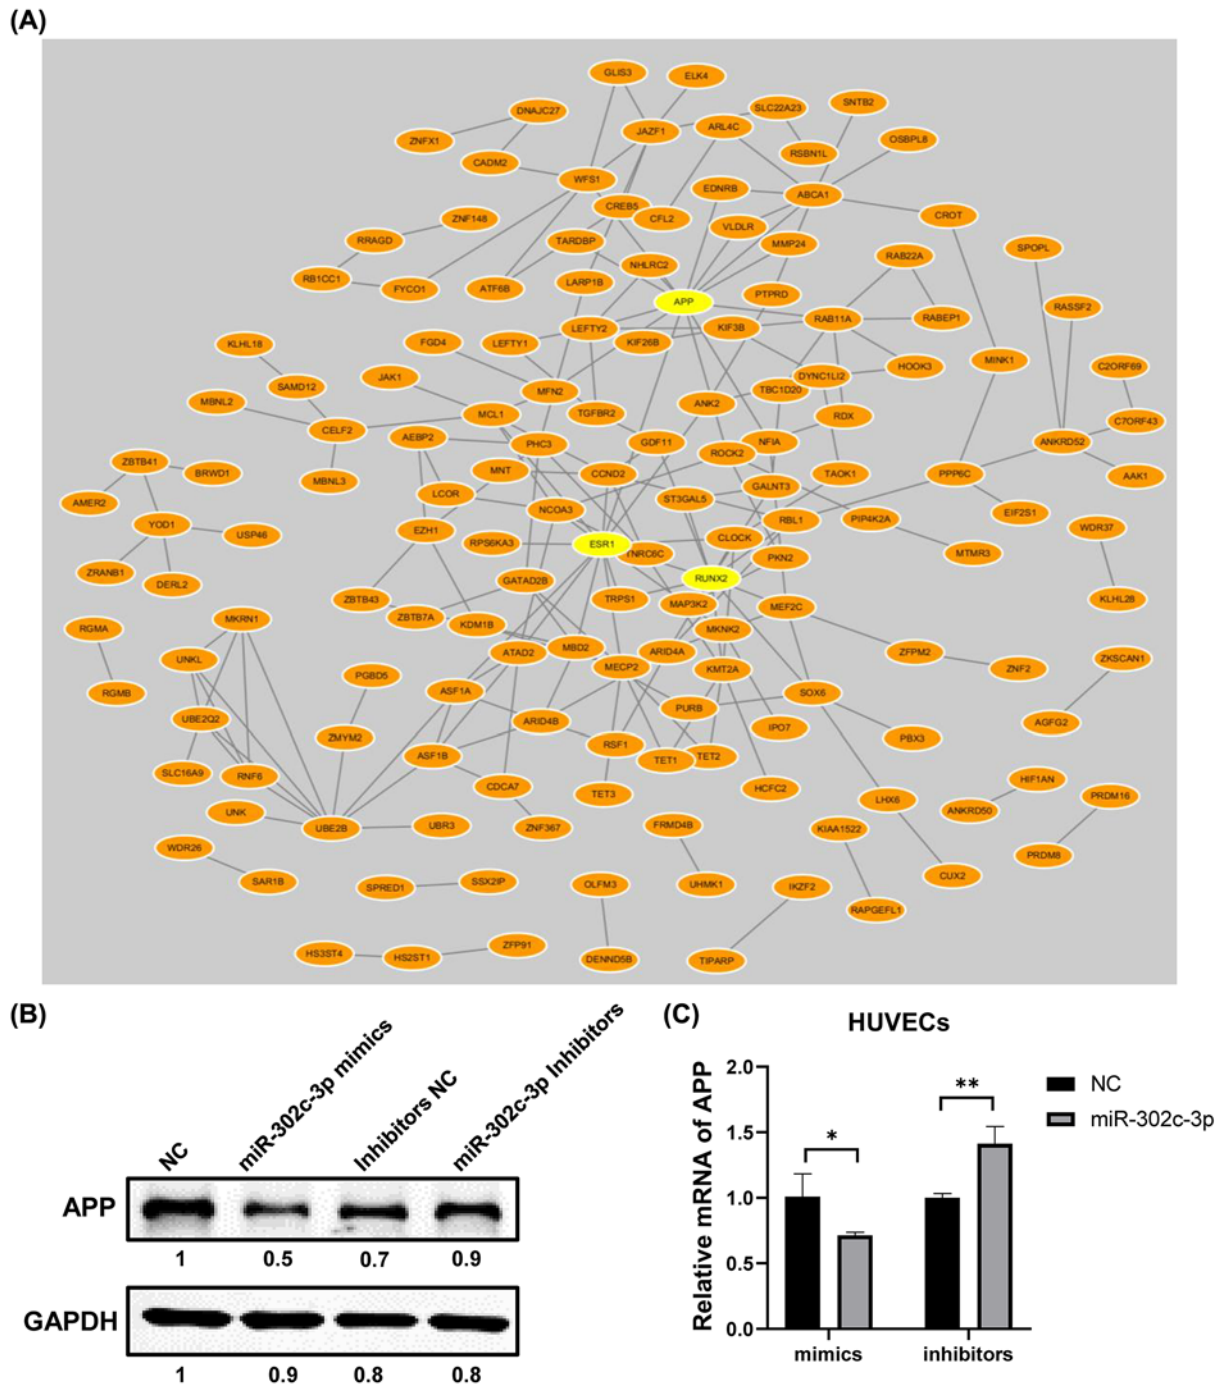 (A)
GLIS3
ELK4
DNAJC27
SLC22A23
SNTB2
ZNFX1
JAZF1
ARL4C
OSBPL8
CADM2
RSBN1L
WFS1
EDNRB
ABCA1
CREB5
CFL2
ZNF148
VLDLR
CROT
RRAGD
TARDBP
MMP24
SPOPL
RB1CC1
FYCO1
ATF6B
NHLRC2
LARP1B
RAB22A
APP
PTPRD
RASSF2
KLHL18
FGD4
LEFTY1
LEFTY2
KIF26B
KIF3B
RAB11A
RABEP1
SAMD12
JAK1
MFN2
DYNC1LI2
TBC1D20
HOOK3
MINK1
C2ORF69
MBNL2
CELF2
MCL1
TGFBR2
ANK2
RDX
C7ORF43
AEBP2
PHC3
GDF11
ROCK2
NFIA
ANKRD52
ZBTB41
BRWD1
MBNL3
MNT
CCND2
TAOK1
PPP6C
AAK1
AMER2
LCOR
NCOA3
ST3GAL5
GALNT3
YOD1
USP46
EZH1
RPS6KA3
ESR1
TNRC6C
CLOCK
RBL1
PIP4K2A
EIF2S1
WDR37
ZRANB1
DERL2
GATAD2B
RUNX2
PKN2
MTMR3
ZBTB43
ZBTB7A
KDM1B
TRPS1
MAP3K2
MEF2C
KLHL28
RGMA
MKRN1
ATAD2
MBD2
MECP2
ARID4A
MKNK2
KMT2A
ZFPM2
ZNF2
ZKSCAN1
UNKL
PGBD5
ASF1A
RGMB
UBE2Q2
ZMYM2
ARID4B
PURB
SOX6
IPO7
AGFG2
SLC16A9
RNF6
ASF1B
RSF1
TET1
TET2
PBX3
UNK
UBE2B
UBR3
CDCA7
TET3
HCFC2
LHX6
HIF1AN
ANKRD50
PRDM16
WDR26
SAR1B
ZNF367
FRMD4B
KIAA1522
PRDM8
SPRED1
SSX2IP
OLFM3
UHMK1
IKZF2
RAPGEFL1
CUX2
HS3ST4
HS2ST1
ZFP91
DENND5B
TIPARP
(B)
NC
miR-302c-3p mimics
Inhibitors NC
miR-302c-3p Inhibitors
APP
1 0.5 0.7 0.9
GAPDH
1 0.9 0.8 0.8
(C)
HUVECs
Relative mRNA of APP
2.0
1.5
1.0
0.5
0.0
*
**
mimics inhibitors
NC
miR-302c-3p